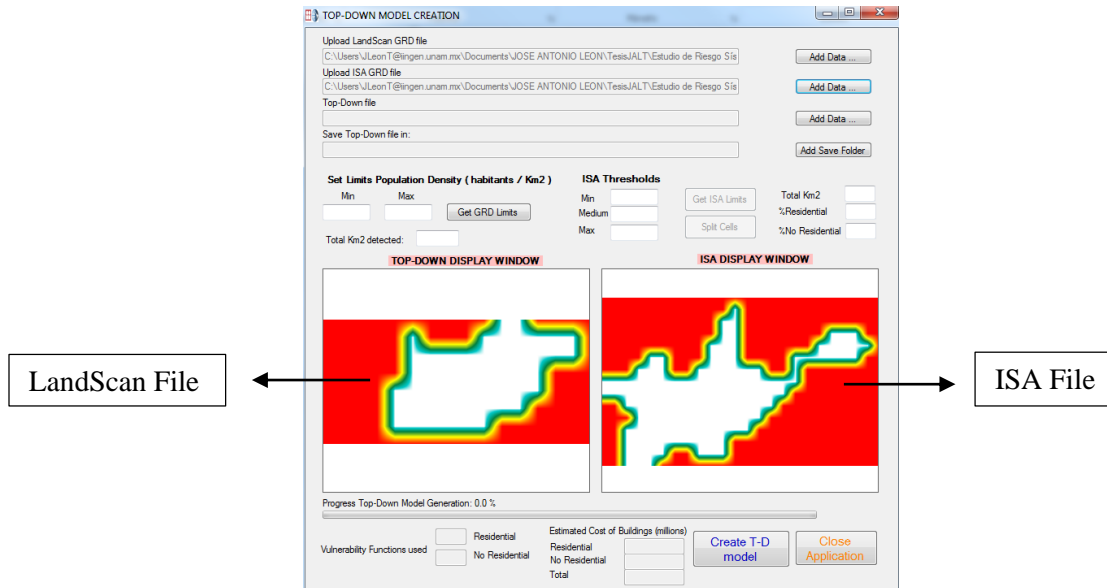 TOP-DOWN MODEL CREATION
Upload LandScan GRD file
C:\Users\JLeonT@iingen.unam.mx\Documents\JOSE ANTONIO LEON\TesisJALT\Estudio de Riesgo Sís
Add Data ...
Upload ISA GRD file
C:\Users\JLeonT@iingen.unam.mx\Documents\JOSE ANTONIO LEON\TesisJALT\Estudio de Riesgo Sís
Add Data ...
Top-Down file
Add Data ...
Save Top-Down file in:
Add Save Folder
Set Limits Population Density ( habitants / Km2 )
Min Max
Get GRD Limits
Total Km2 detected:
ISA Thresholds
Min
Medium
Max
Get ISA Limits
Split Cells
Total Km2
%Residential
%No Residential
TOP-DOWN DISPLAY WINDOW
ISA DISPLAY WINDOW
LandScan File
ISA File
Progress Top-Down Model Generation: 0.0 %
Vulnerability Functions used
Residential
No Residential
Estimated Cost of Buildings (millions)
Residential
No Residential
Total
Create T-D
model
Close
Application